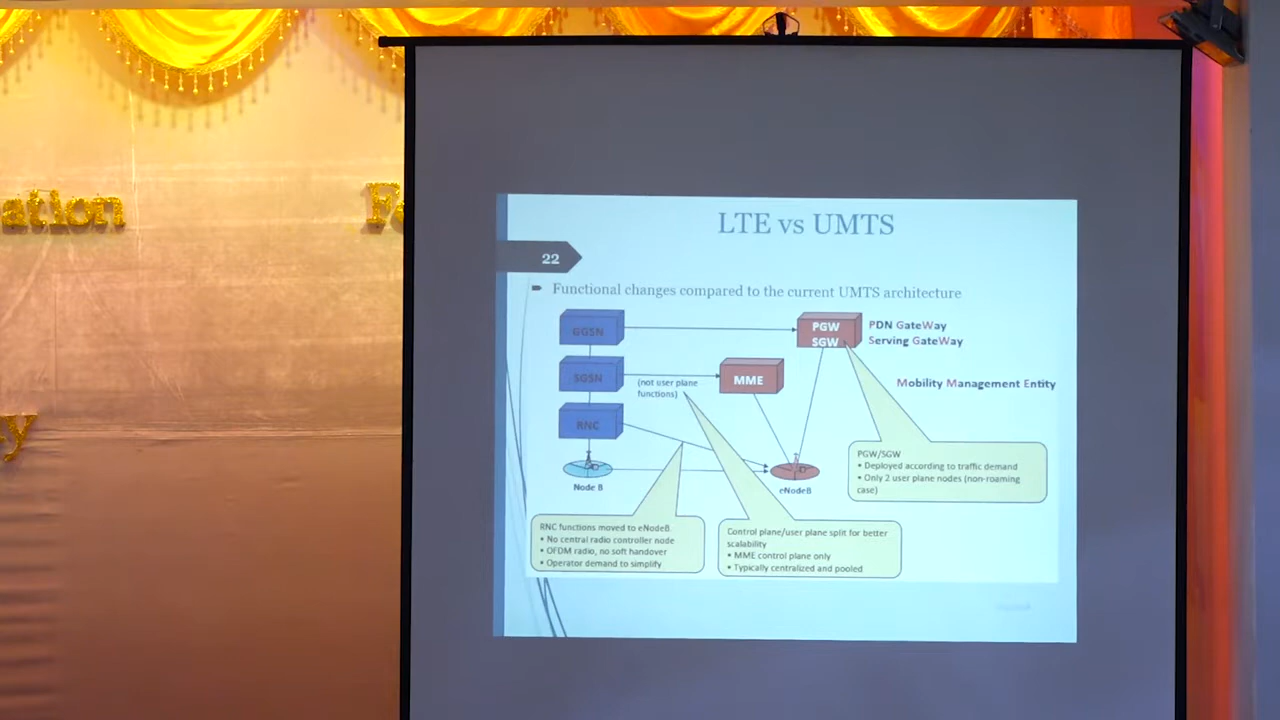 ation
y
LTE vs UMTS
22
Functional changes compared to the current UMTS architecture
GGSN
PGW
SGW
PDN GateWay
Serving GateWay
SGSN
(not user plane
functions)
MME
Mobility Management Entity
RNC
Node B
eNodeB
PGW/SGW
• Deployed according to traffic demand
• Only 2 user plane nodes (non-roaming
case)
RNC functions moved to eNodeB.
• No central radio controller node
• OFDM radio, no soft handover
• Operator demand to simplify
Control plane/user plane split for better
scalability
• MME control plane only
• Typically centralized and pooled